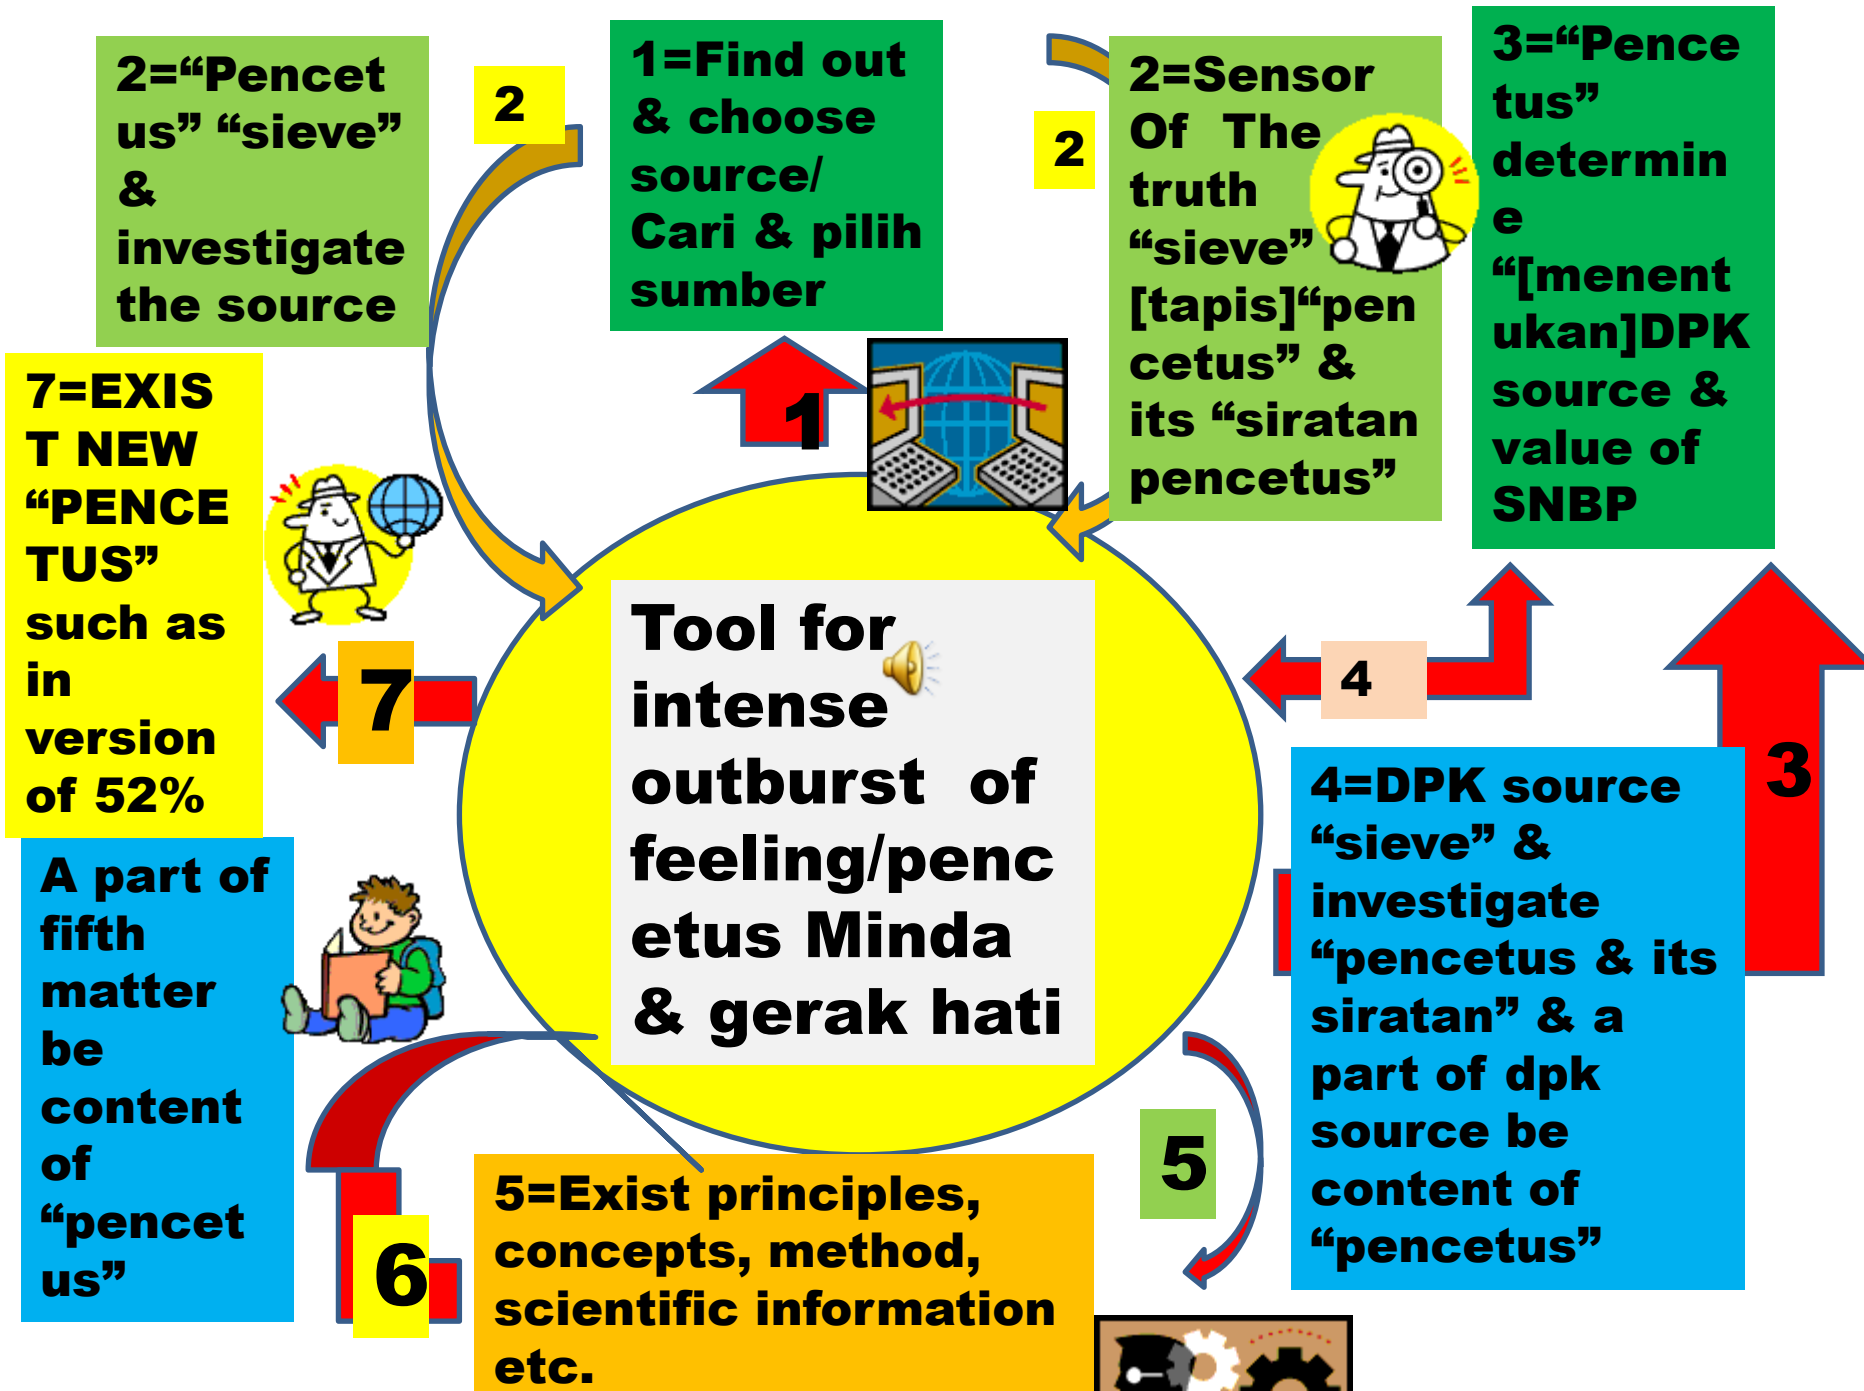 2=“Pencet
us” “sieve”
&
investigate
the source
2
1=Find out
& choose
source/
Cari & pilih
sumber
2
2=Sensor
Of The
truth
“sieve”
[tapis]“pen
cetus” &
its “siratan
pencetus”
3=“Pence
tus”
determin
e
“[menent
ukan]DPK
source &
value of
SNBP
1
7=EXIS
T NEW
“PENCE
TUS”
such as
in
version
of 52%
7
Tool for
intense
outburst of
feeling/penc
etus Minda
& gerak hati
4
3
4=DPK source
“sieve” &
investigate
“pencetus & its
siratan” & a
part of dpk
source be
content of
“pencetus”
A part of
fifth
matter
be
content
of
“pencet
us”
6
5=Exist principles,
concepts, method,
scientific information
etc.
5